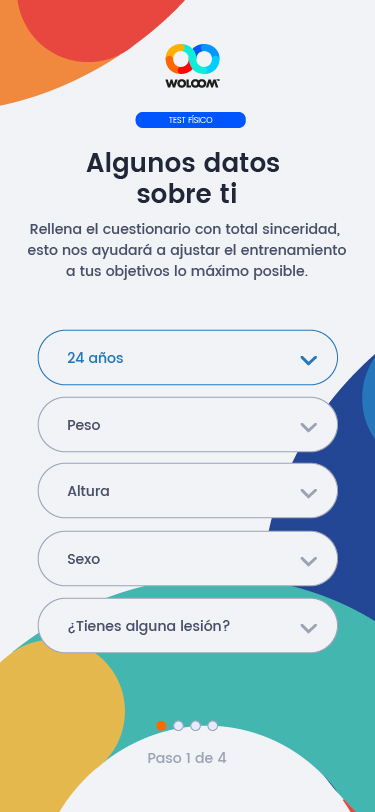 WOLOOM™
TEST FÍSICO
Algunos datos
sobre ti
Rellena el cuestionario con total sinceridad,
esto nos ayudará a ajustar el entrenamiento
a tus objetivos lo máximo posible.
24 años
Peso
Altura
Sexo
¿Tienes alguna lesión?
Paso 1 de 4